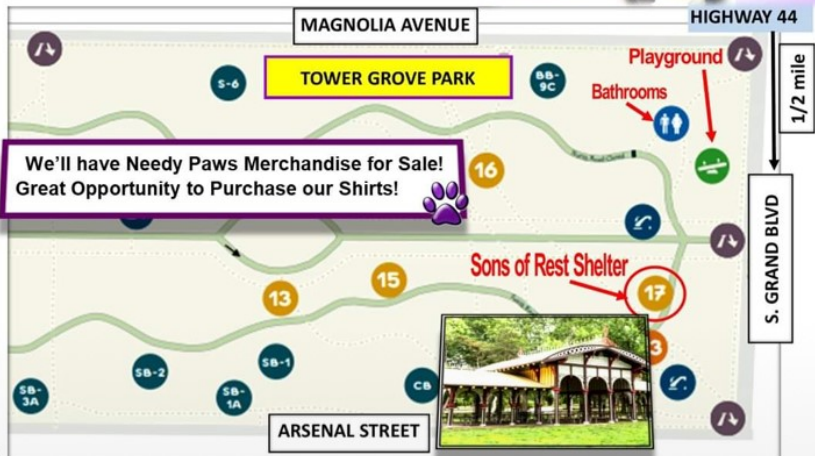 MAGNOLIA AVENUE
HIGHWAY 44
1/2 mile
TOWER GROVE PARK
S-6
BB-
9C
Playground
Bathrooms
We'll have Needy Paws Merchandise for Sale!
Great Opportunity to Purchase our Shirts!
16
S. GRAND BLVD
Sons of Rest Shelter
17
15
13
3
SB-1
SB-2
SB-
3A
SB-
1A
CB
ARSENAL STREET